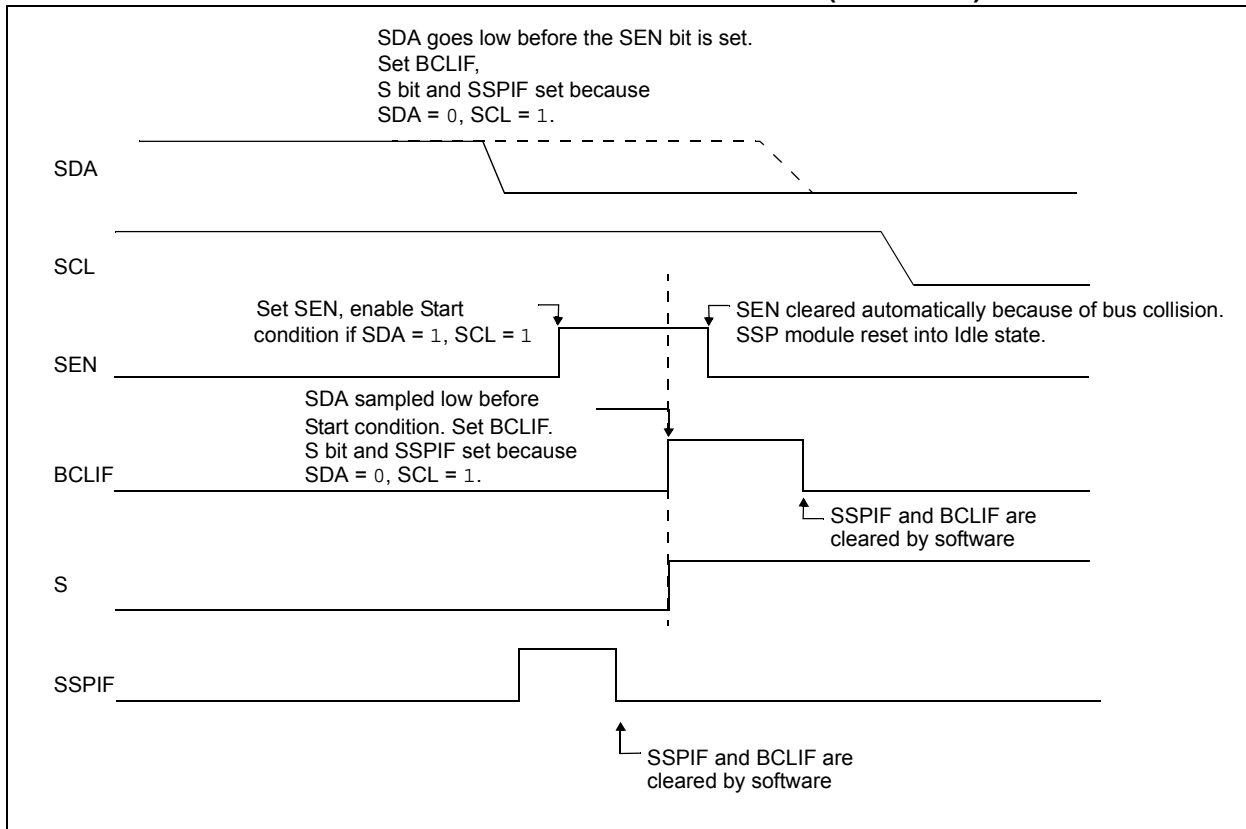 SDA goes low before the SEN bit is set.
Set BCLIF,
S bit and SSPIF set because
SDA = 0, SCL = 1.
SDA
SCL
Set SEN, enable Start
condition if SDA = 1, SCL = 1
SEN cleared automatically because of bus collision.
SSP module reset into Idle state.
SEN
SDA sampled low before
Start condition. Set BCLIF.
S bit and SSPIF set because
SDA = 0, SCL = 1.
BCLIF
SSPIF and BCLIF are
cleared by software
S
SSPIF
SSPIF and BCLIF are
cleared by software